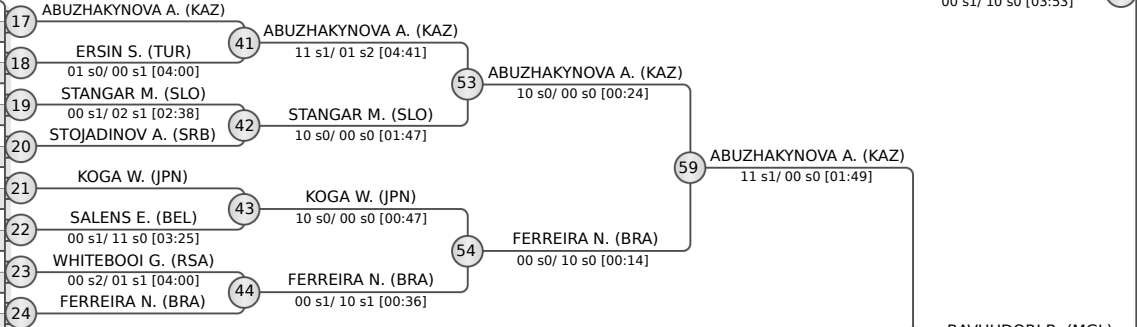 00 s1/ 10 s0 [03:53]
17
ABUZHAKYNOVA A. (KAZ)
41
ABUZHAKYNOVA A. (KAZ)
11 s1/ 01 s2 [04:41]
18
ERSIN S. (TUR)
01 s0/ 00 s1 [04:00]
53
ABUZHAKYNOVA A. (KAZ)
10 s0/ 00 s0 [00:24]
19
STANGAR M. (SLO)
00 s1/ 02 s1 [02:38]
42
STANGAR M. (SLO)
10 s0/ 00 s0 [01:47]
20
STOJADINOV A. (SRB)
59
ABUZHAKYNOVA A. (KAZ)
11 s1/ 00 s0 [01:49]
21
KOGA W. (JPN)
43
KOGA W. (JPN)
10 s0/ 00 s0 [00:47]
22
SALENS E. (BEL)
00 s1/ 11 s0 [03:25]
54
FERREIRA N. (BRA)
00 s0/ 10 s0 [00:14]
23
WHITEBOOI G. (RSA)
00 s2/ 01 s1 [04:00]
44
FERREIRA N. (BRA)
00 s1/ 10 s1 [00:36]
24
FERREIRA N. (BRA)